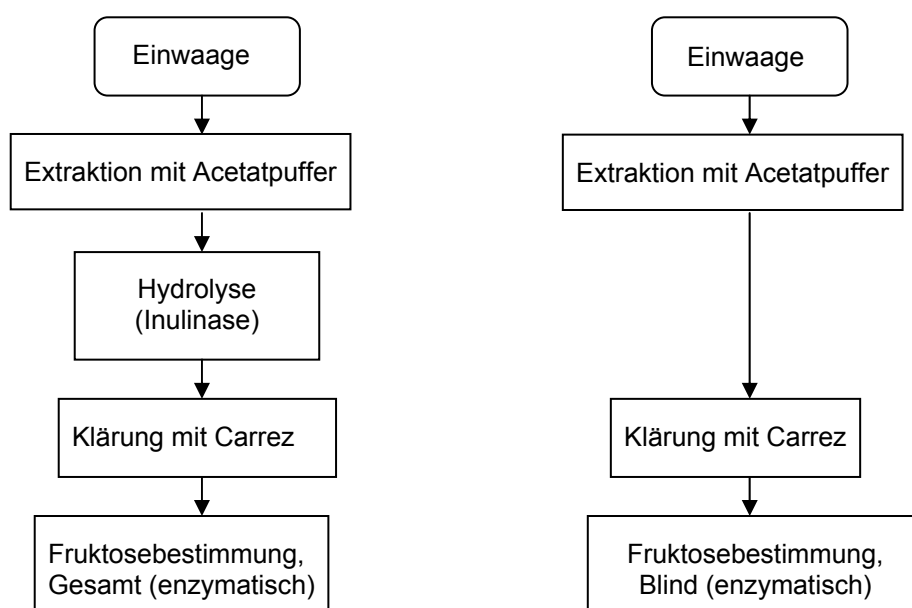 Einwaage
Extraktion mit Acetatpuffer
Hydrolyse
(Inulinase)
Klärung mit Carrez
Fruktosebestimmung,
Gesamt (enzymatisch)
Einwaage
Extraktion mit Acetatpuffer
Klärung mit Carrez
Fruktosebestimmung,
Blind (enzymatisch)